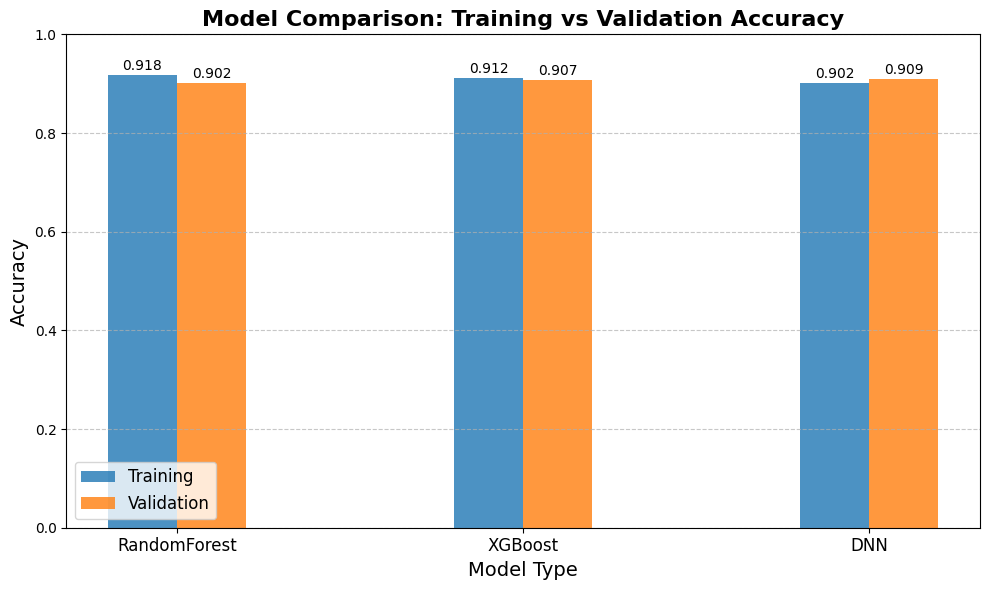 Model Comparison: Training vs Validation Accuracy
1.0
0.8
0.6
0.4
0.2
0.0
Accuracy
0.918
0.902
0.912
0.907
0.902
0.909
Training
Validation
RandomForest
XGBoost
DNN
Model Type